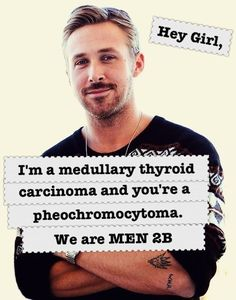 Hey Girl,
I'm a medullary thyroid
carcinoma and you're a
pheochromocytoma.
We are MEN 2B